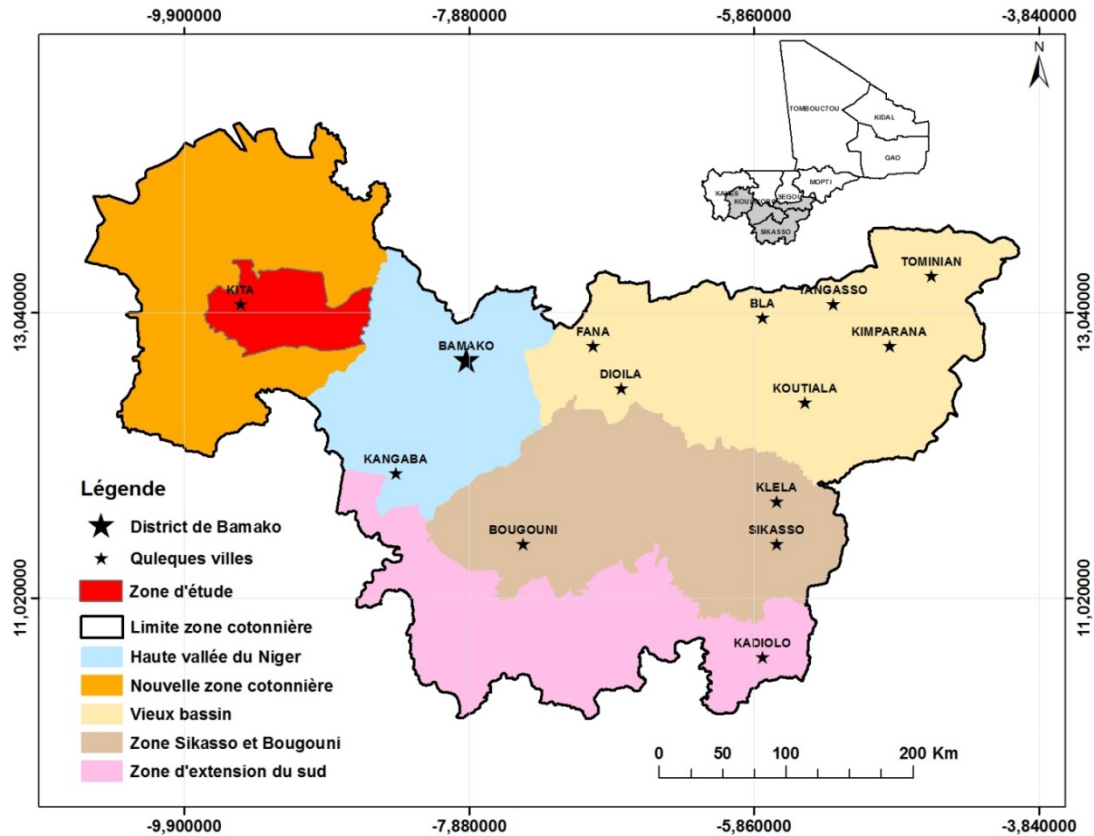 -9,900000 -7,880000 -5,860000 -3,840000
N
TOMBOUCTOU
KIDAL
GAO
MOPTI
KAYES
SEGOU
KOULIKORO
SIKASSO
TOMINIAN
KITA
13,040000
BLA
YANGASSO
13,040000
BAMAKO
FANA
KIMPARANA
DIOILA
KOUTIALA
KANGABA
KLELA
BOUGOUNI
SIKASSO
Légende
District de Bamako
Quleques villes
Zone d'étude
Limite zone cotonnière
Haute vallée du Niger
Nouvelle zone cotonnière
Vieux bassin
Zone Sikasso et Bougouni
Zone d'extension du sud
11,020000
11,020000
KADIOLO
0 50 100 200 Km
-9,900000 -7,880000 -5,860000 -3,840000